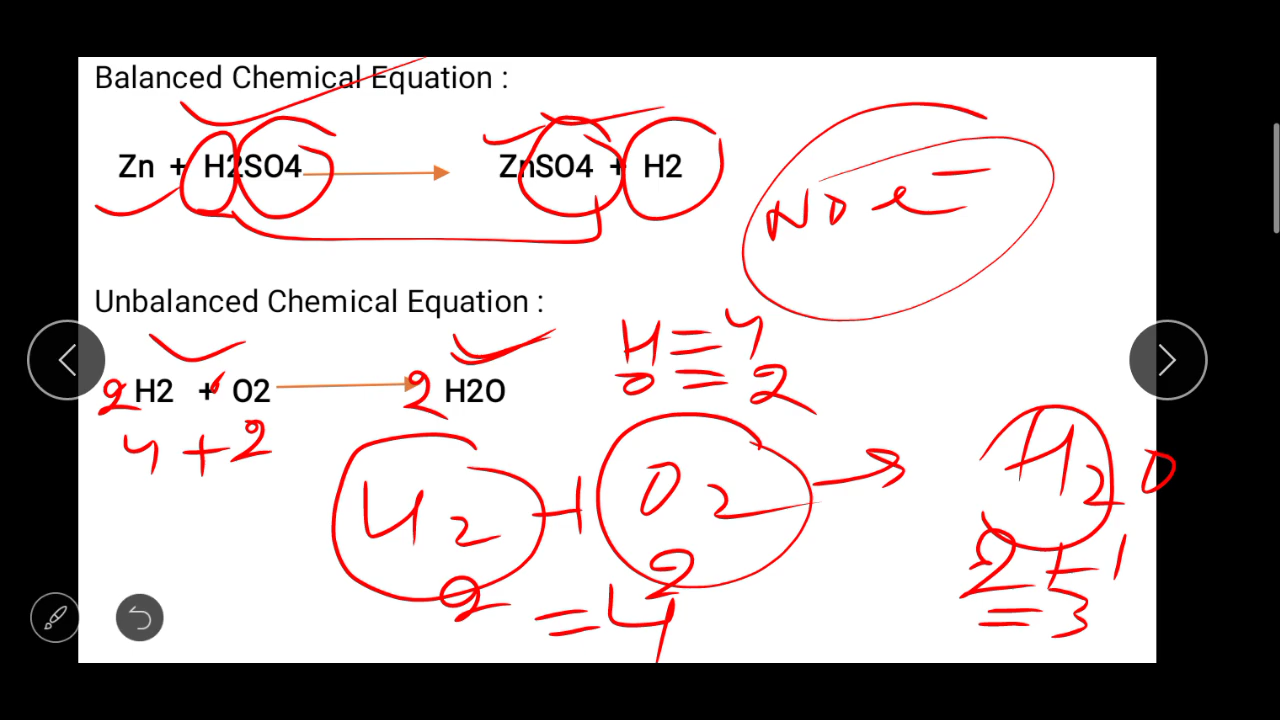 Balanced Chemical Equation :
Zn + H2SO4 → ZnSO4 + H2
NO e–
Unbalanced Chemical Equation :
H = 4
O = 2
2 H2 + O2 → 2 H2O
4 + 2
H2 + O2 → H2O
2 2 = 4
2 + 1
= 3